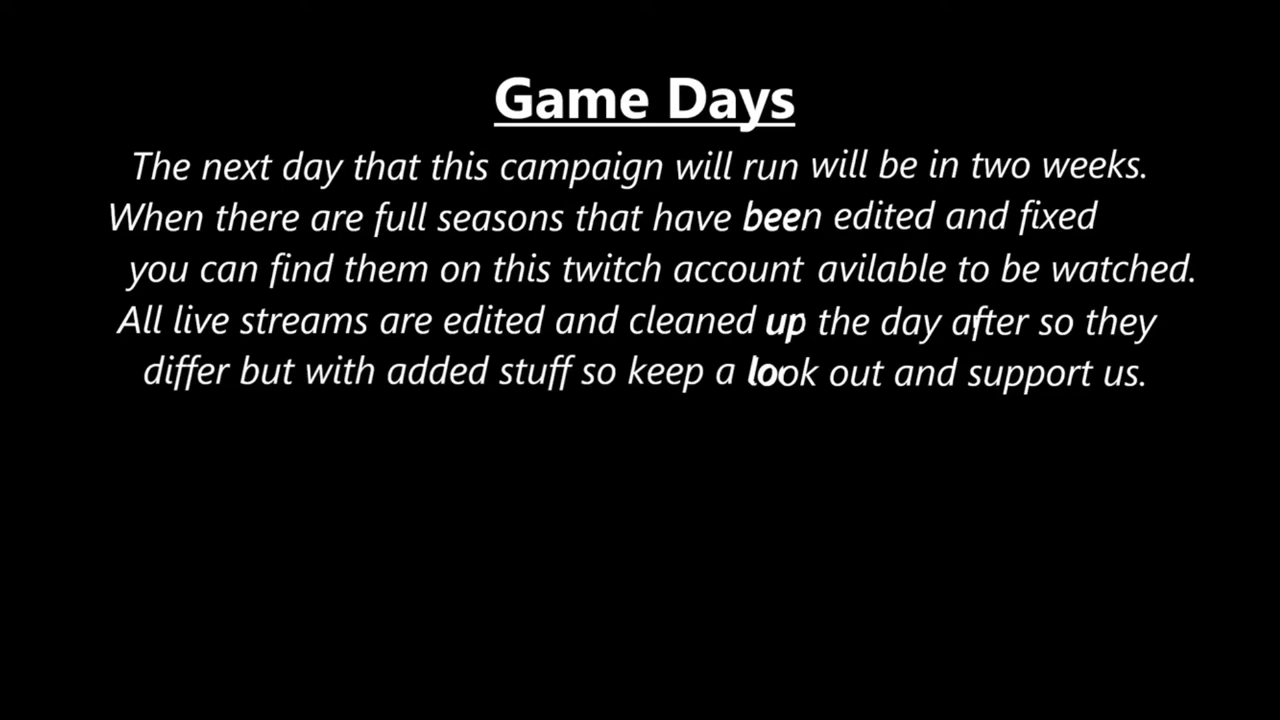 Game Days
The next day that this campaign will run will be in two weeks.
When there are full seasons that have been edited and fixed
you can find them on this twitch account avilable to be watched.
All live streams are edited and cleaned up the day after so they
differ but with added stuff so keep a look out and support us.